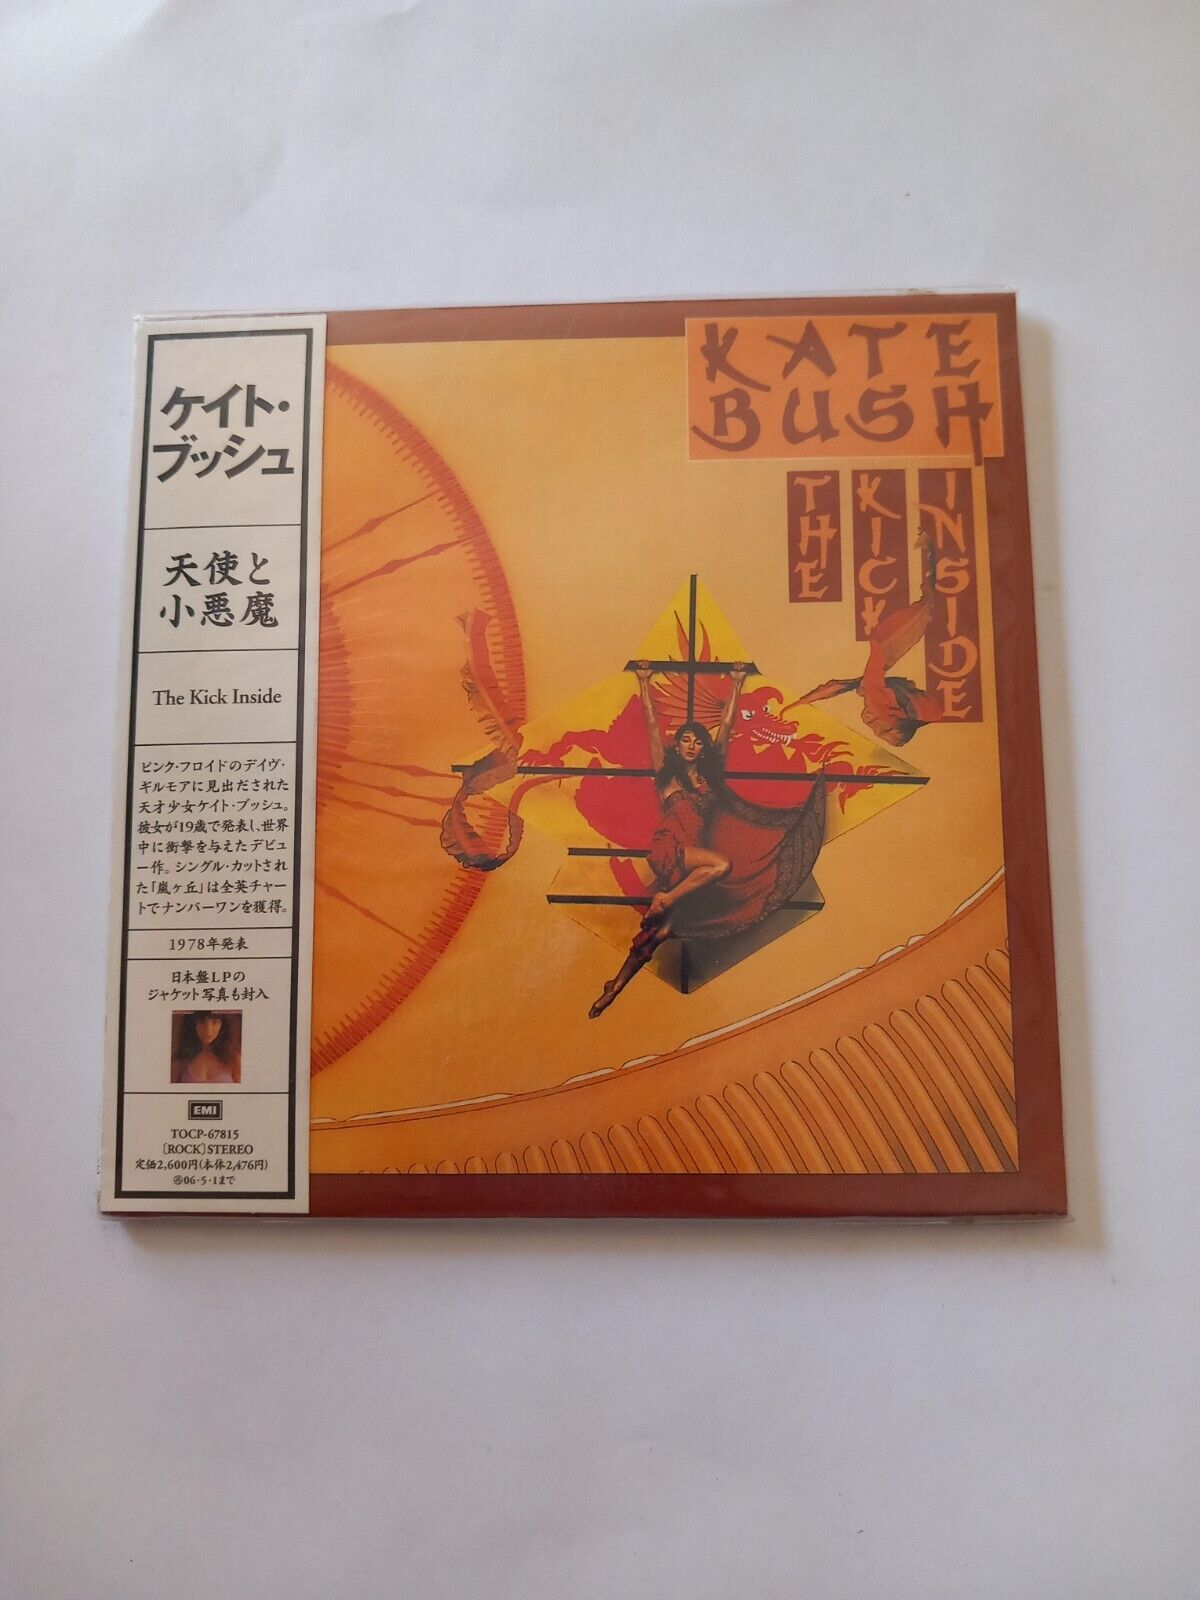 ケイト・
ブッシュ
天使と
小悪魔
The Kick Inside
ピンク・フロイドのデイヴ・
ギルモアに見出だされた
天才少女ケイト・ブッシュ。
彼女が19歳で発表し、世界
中に衝撃を与えたデビュ
ー作。シングル・カットされ
た「嵐ヶ丘」は全英チャー
トでナンバーワンを獲得。
1978年発表
日本盤LPの
ジャケット写真も封入
EMI
TOCP-67815
〔ROCK〕STEREO
定価2,600円(本体2,476円)
06・5・1まで
KATE
BUSH
THE
KICK
INSIDE